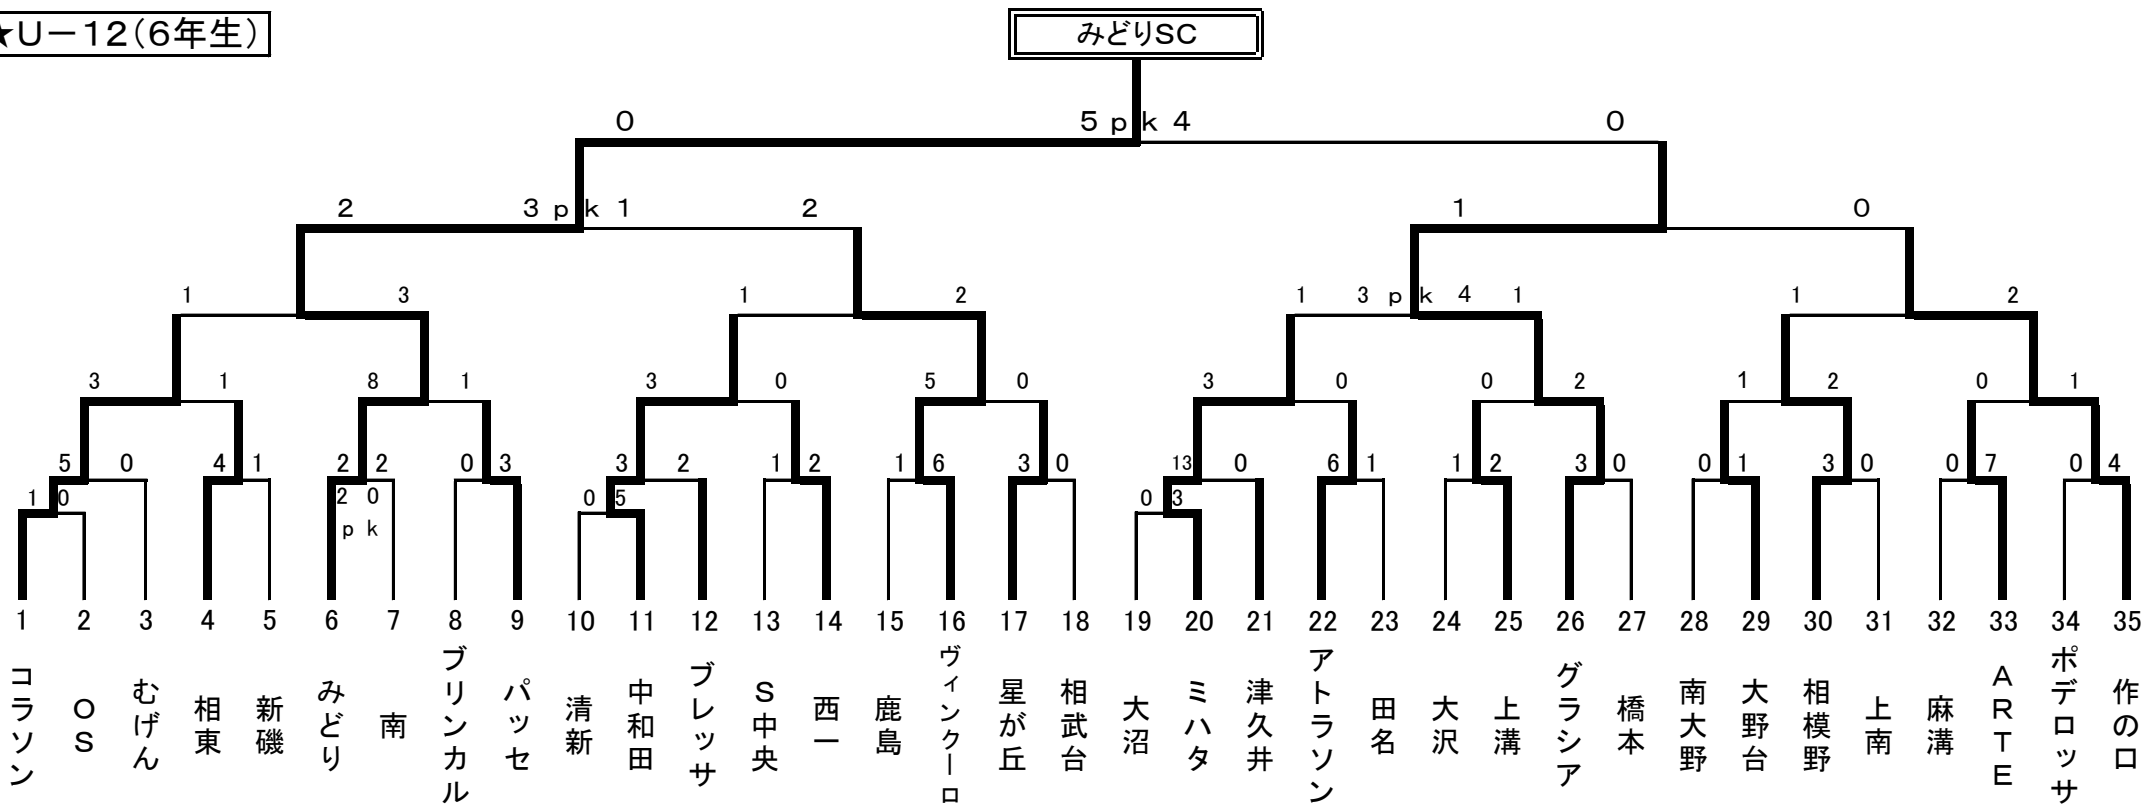 ★U－12（6年生）
みどりSC
0 5 p k 4 0
2 3 p k 1 2 1 0
1 3 1 2 1 3 p k 4 1 1 2
3 1 8 1 3 0 5 0 3 0 0 2 1 2 0 1
5 0 4 1 2 2 0 3 3 2 1 2 1 6 3 0 13 0 6 1 1 2 3 0 0 1 3 0 0 7 0 4
1 0 2 0 0 5 0 3
p k
1 2 3 4 5 6 7 8 9 10 11 12 13 14 15 16 17 18 19 20 21 22 23 24 25 26 27 28 29 30 31 32 33 34 35
コラソン
OS
むげん
相東
新磯
みどり
南
ブリンカル
パッセ
清新
中和田
ブレッサ
S中央
西一
鹿島
ヴィンクーロ
星が丘
相武台
大沼
ミハタ
津久井
アトラソン
田名
大沢
上溝
グラシア
橋本
南大野
大野台
相模野
上南
麻溝
ARTE
ポデロッサ
作の口